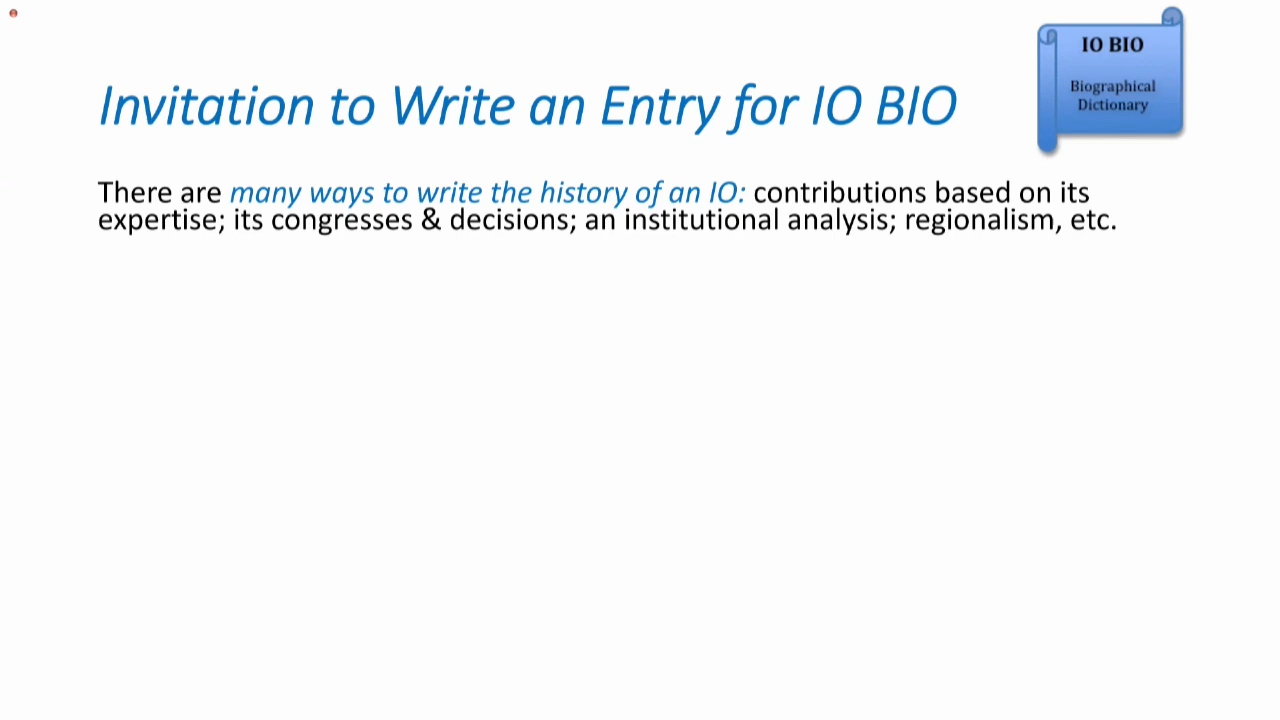 IO BIO
Biographical
Dictionary
Invitation to Write an Entry for IO BIO
There are many ways to write the history of an IO: contributions based on its
expertise; its congresses & decisions; an institutional analysis; regionalism, etc.